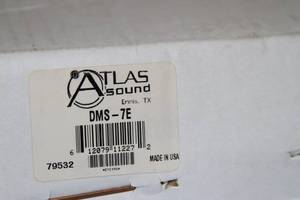 ATLAS
sound
Ennis, TX
DMS-7E
6 12079 11227 2
79532
MADE IN USA